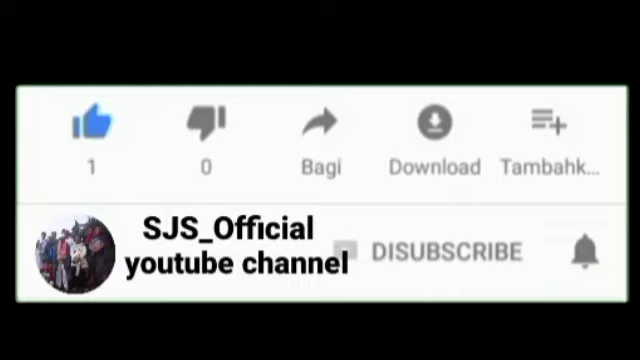 1
0
Bagi
Download
Tambahk...
SJS_Official
youtube channel
DISUBSCRIBE